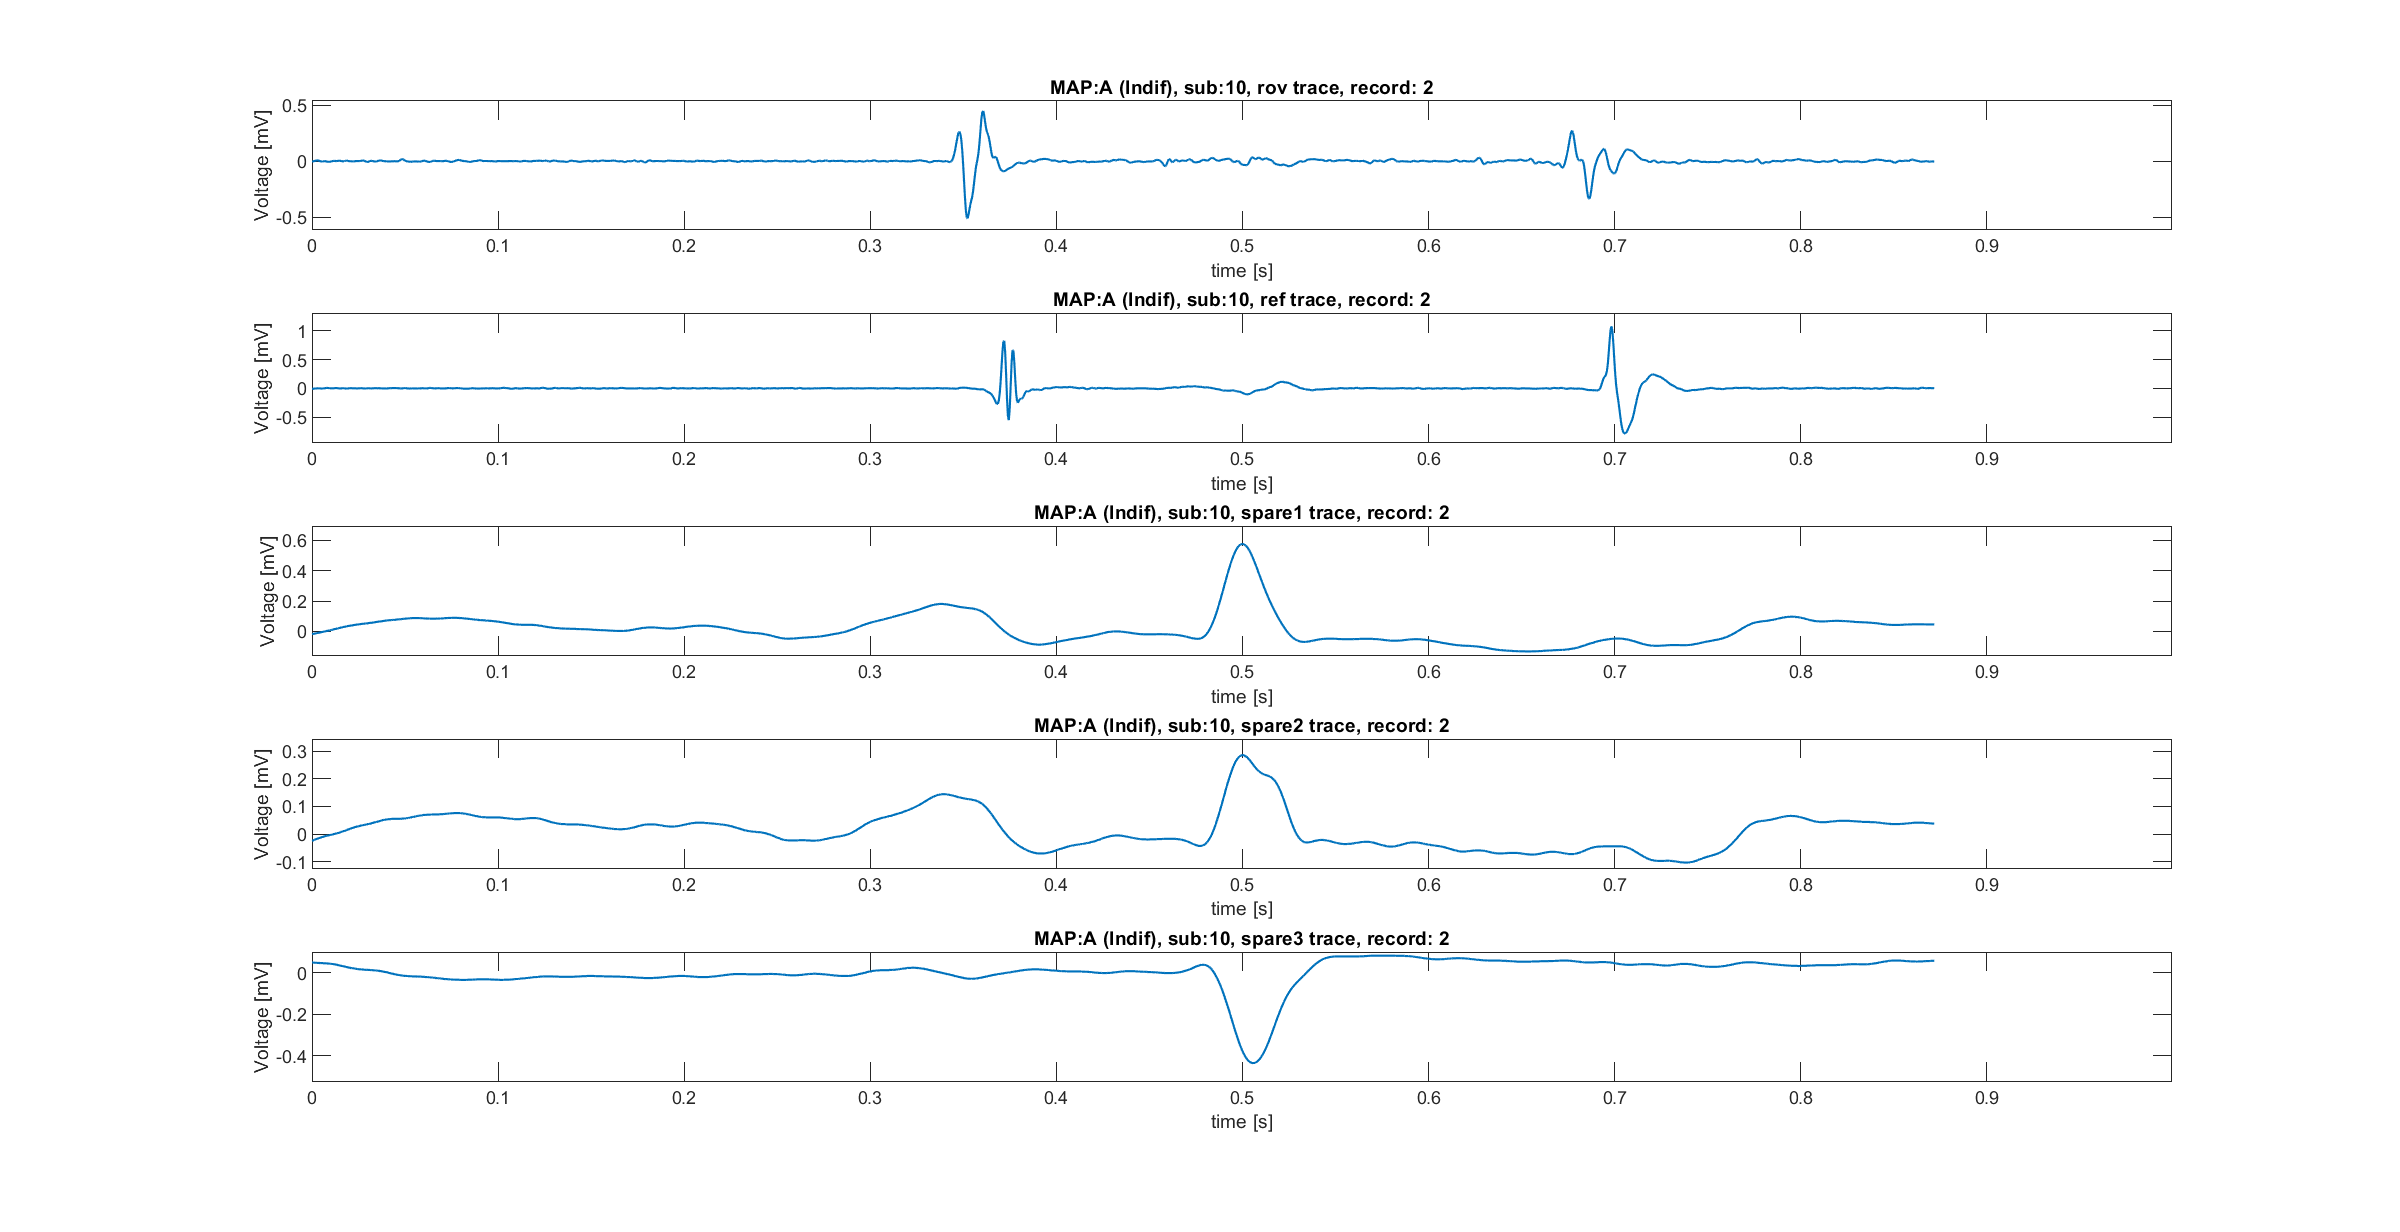 MAP:A (Indif), sub:10, rov trace, record: 2
Voltage [mV]
0.5
0
-0.5
0 0.1 0.2 0.3 0.4 0.5 0.6 0.7 0.8 0.9
time [s]
MAP:A (Indif), sub:10, ref trace, record: 2
Voltage [mV]
1
0.5
0
-0.5
0 0.1 0.2 0.3 0.4 0.5 0.6 0.7 0.8 0.9
time [s]
MAP:A (Indif), sub:10, spare1 trace, record: 2
Voltage [mV]
0.6
0.4
0.2
0
0 0.1 0.2 0.3 0.4 0.5 0.6 0.7 0.8 0.9
time [s]
MAP:A (Indif), sub:10, spare2 trace, record: 2
Voltage [mV]
0.3
0.2
0.1
0
-0.1
0 0.1 0.2 0.3 0.4 0.5 0.6 0.7 0.8 0.9
time [s]
MAP:A (Indif), sub:10, spare3 trace, record: 2
Voltage [mV]
0
-0.2
-0.4
0 0.1 0.2 0.3 0.4 0.5 0.6 0.7 0.8 0.9
time [s]